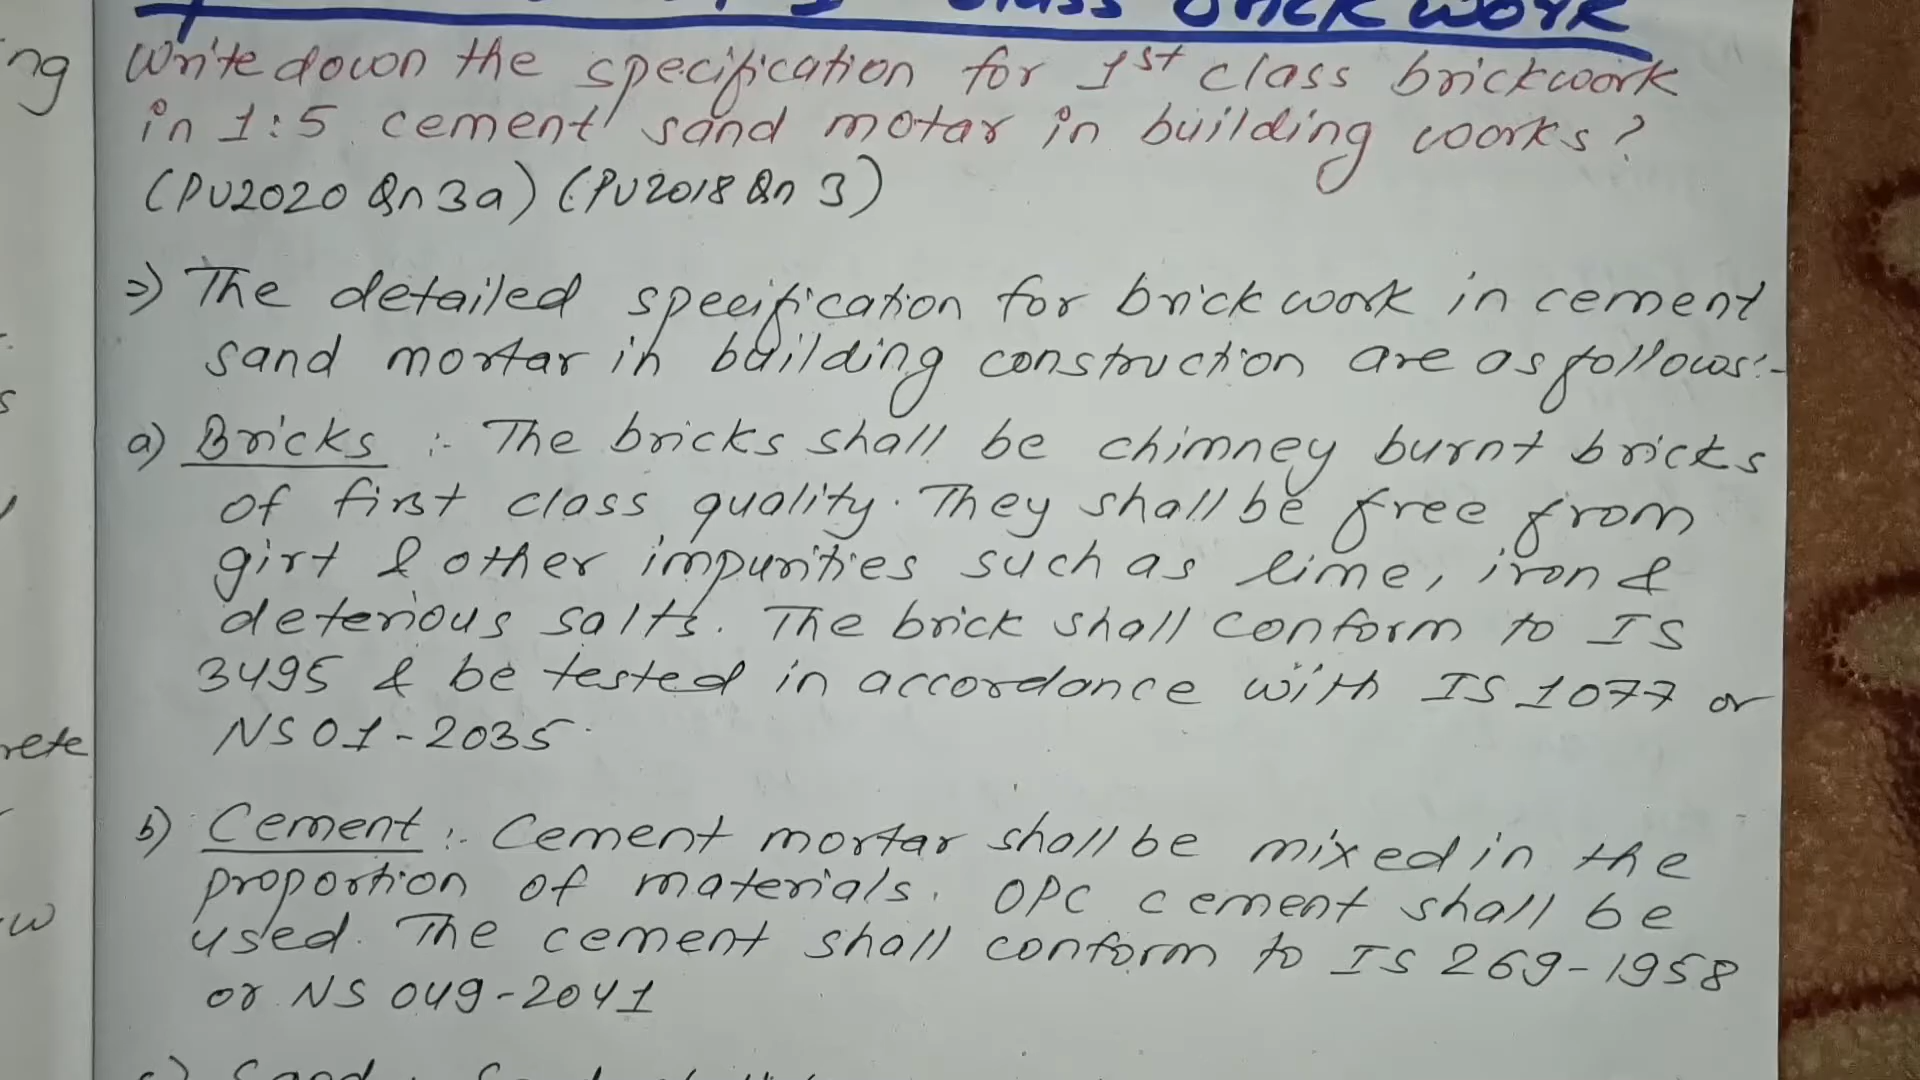 class brickwork
ng
Write down the specification for 1st class brickwork
in 1:5 cement sand motar in building works?
(PU2020 Qn 3a) (PU2018 Qn 3)
=) The detailed specification for brick work in cement
sand mortar in building construction are as follows:-
a) Bricks :- The bricks shall be chimney burnt bricks
of first class quality. They shall be free from
girt & other impurities such as lime, iron &
deterious salts. The brick shall conform to IS
3495 & be tested in accordance with IS 1077 or
NS 01-2035.
rete
b) Cement :- Cement mortar shall be mixed in the
proportion of materials. OPC cement shall be
w
used. The cement shall conform to IS 269-1958
or NS 049-2041
c) Sand